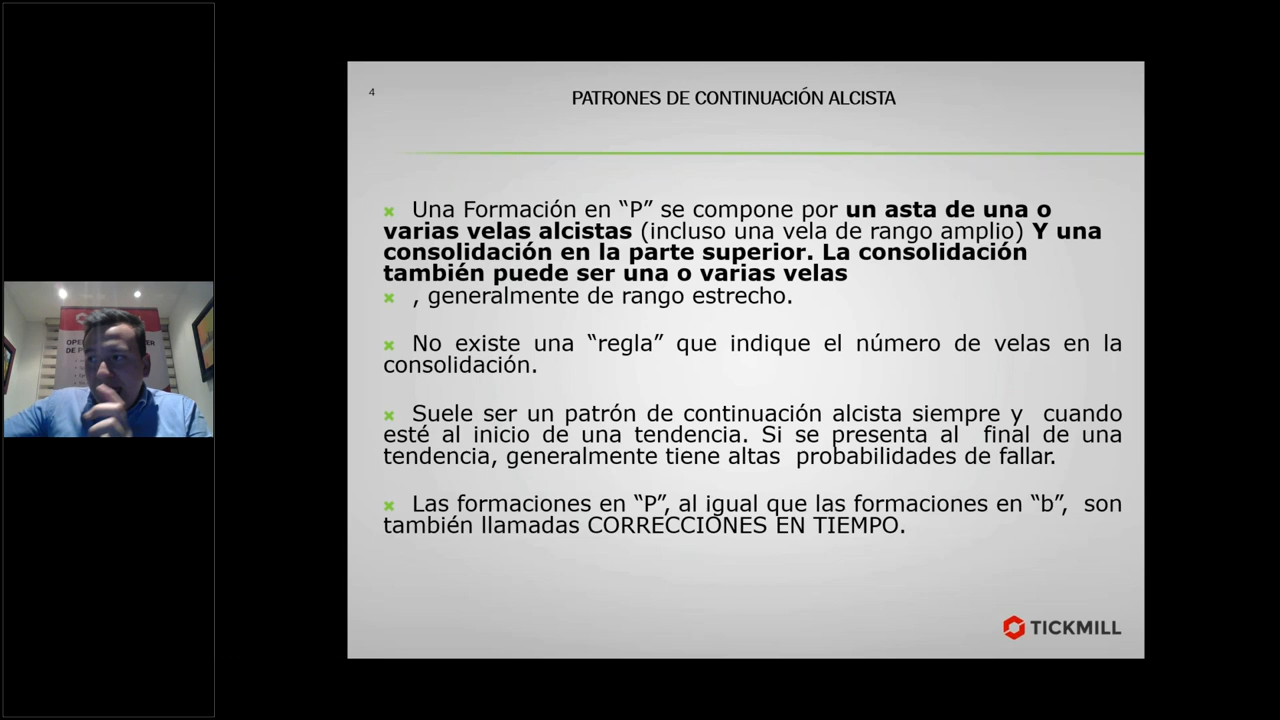 4
PATRONES DE CONTINUACIÓN ALCISTA
Una Formación en “P” se compone por un asta de una o
varias velas alcistas (incluso una vela de rango amplio) Y una
consolidación en la parte superior. La consolidación
también puede ser una o varias velas
, generalmente de rango estrecho.
No existe una “regla” que indique el número de velas en la
consolidación.
Suele ser un patrón de continuación alcista siempre y cuando
esté al inicio de una tendencia. Si se presenta al final de una
tendencia, generalmente tiene altas probabilidades de fallar.
Las formaciones en “P”, al igual que las formaciones en “b”, son
también llamadas CORRECCIONES EN TIEMPO.
TICKMILL